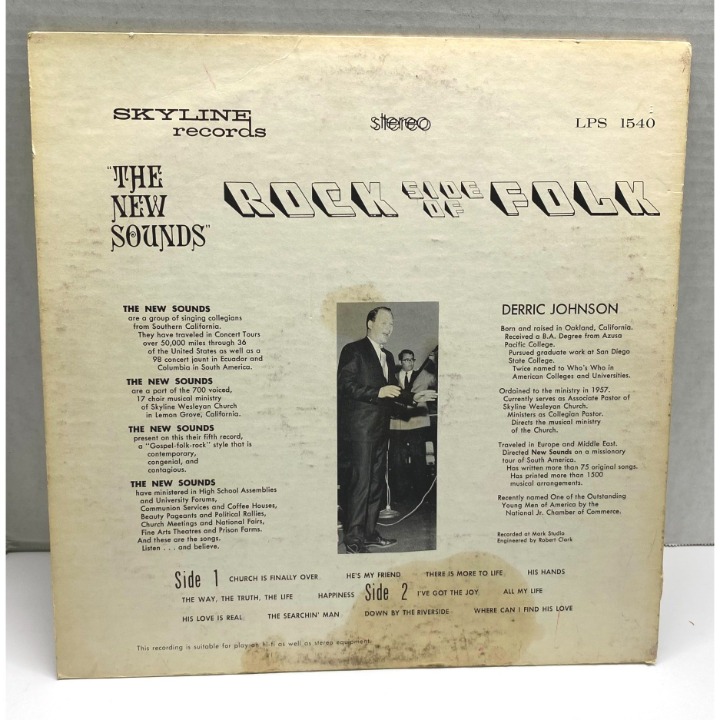 SKYLINE records
stereo
LPS 1540
"THE
NEW
SOUNDS"
ROCK SIDE OF FOLK
THE NEW SOUNDS
are a group of singing collegians
from Southern California.
They have traveled in Concert Tours
over 50,000 miles through 36
of the United States as well as a
98 concert jaunt in Ecuador and
Columbia in South America.
THE NEW SOUNDS
are a part of the 700 voiced,
17 choir musical ministry
of Skyline Wesleyan Church
in Lemon Grove, California.
THE NEW SOUNDS
present on this their fifth record,
a "Gospel-folk-rock" style that is
contemporary,
congenial, and
contagious.
THE NEW SOUNDS
have ministered in High School Assemblies
and University Forums,
Communion Services and Coffee Houses,
Beauty Pageants and Political Rallies,
Church Meetings and National Fairs,
Fine Arts Theatres and Prison Farms.
And these are the songs.
Listen . . . and believe.
DERRIC JOHNSON
Born and raised in Oakland, California.
Received a B.A. Degree from Azusa
Pacific College.
Pursued graduate work at San Diego
State College.
Twice named to Who's Who in
American Colleges and Universities.
Ordained to the ministry in 1957.
Currently serves as Associate Pastor of
Skyline Wesleyan Church.
Ministers as Collegian Pastor.
Directs the musical ministry
of the Church.
Traveled in Europe and Middle East.
Directed New Sounds on a missionary
tour of South America.
Has written more than 75 original songs.
Has printed more than 1500
musical arrangements.
Recently named One of the Outstanding
Young Men of America by the
National Jr. Chamber of Commerce.
Recorded at Mark Studio
Engineered by Robert Clark
Side 1 CHURCH IS FINALLY OVER HE'S MY FRIEND THERE IS MORE TO LIFE HIS HANDS
THE WAY, THE TRUTH, THE LIFE HAPPINESS Side 2 I'VE GOT THE JOY ALL MY LIFE
HIS LOVE IS REAL THE SEARCHIN' MAN DOWN BY THE RIVERSIDE WHERE CAN I FIND HIS LOVE
This recording is suitable for play on hi-fi as well as stereo equipment.